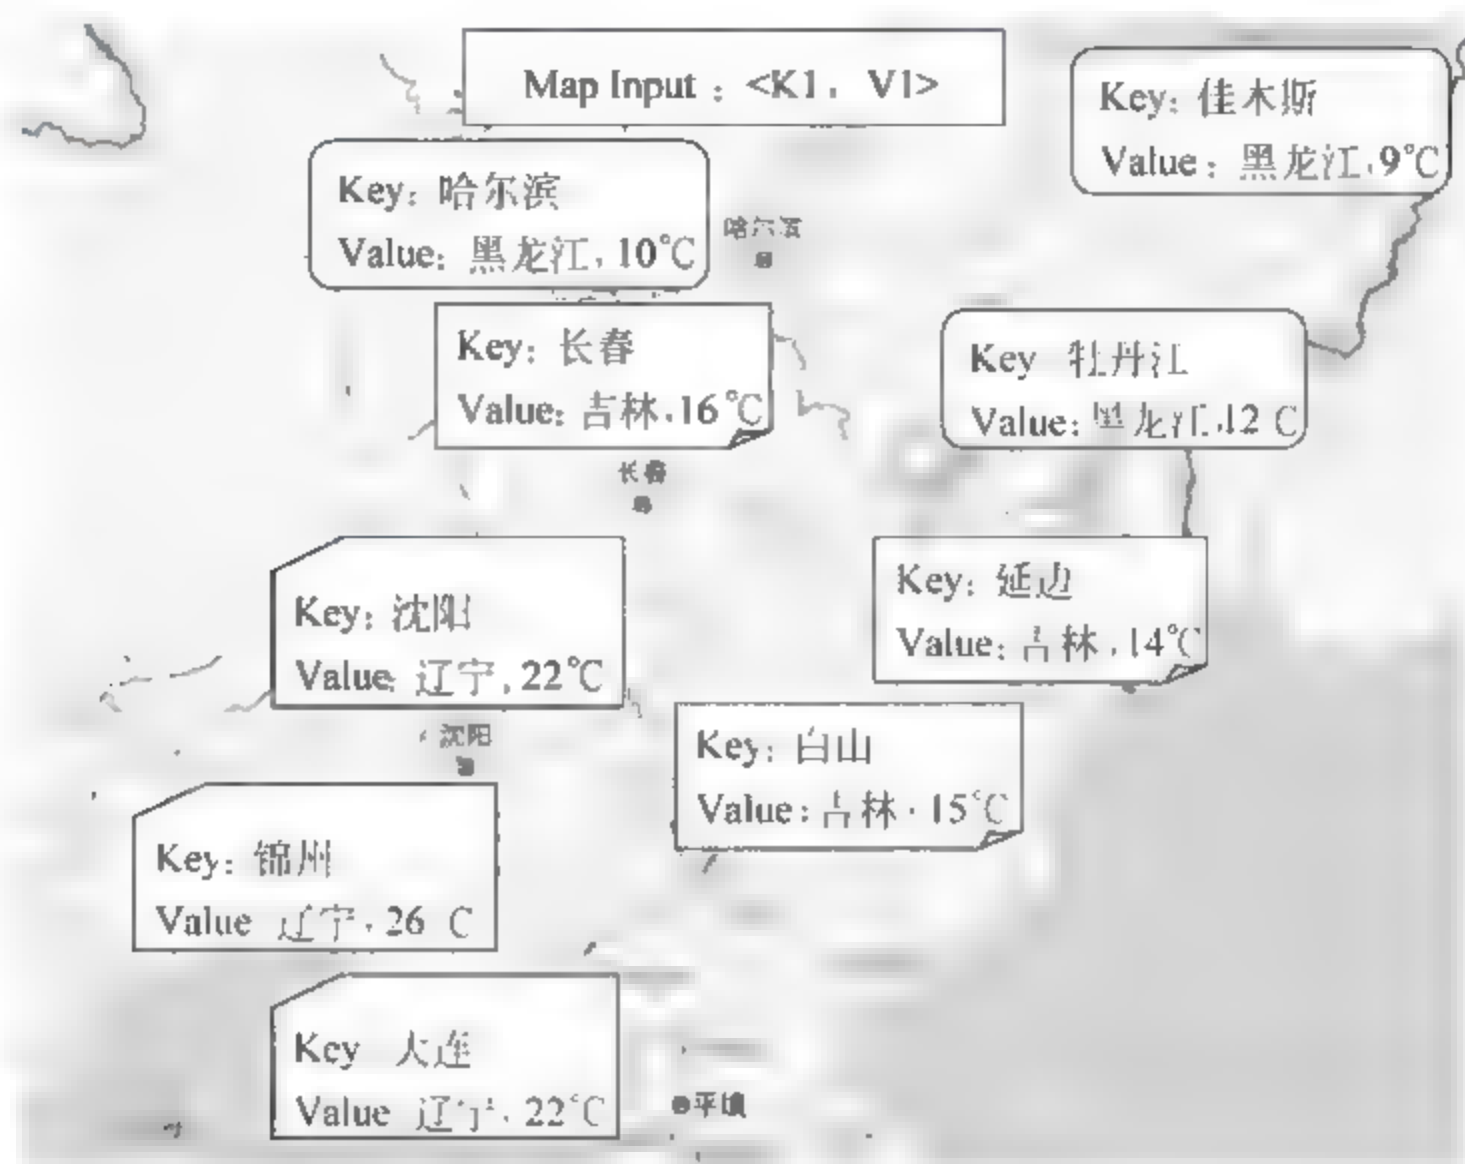 Map Input：<K1，V1>
Key：佳木斯
Value：黑龙江，9℃
Key：哈尔滨
Value：黑龙江，10℃
哈尔滨
Key：长春
Value：吉林，16℃
Key 牡丹江
Value：黑龙江，12 C
长春
Key：沈阳
Value：辽宁，22℃
Key：延边
Value：吉林，14℃
沈阳
Key：白山
Value：吉林，15℃
Key：锦州
Value 辽宁，26 C
Key 大连
Value 辽宁，22℃
平壤